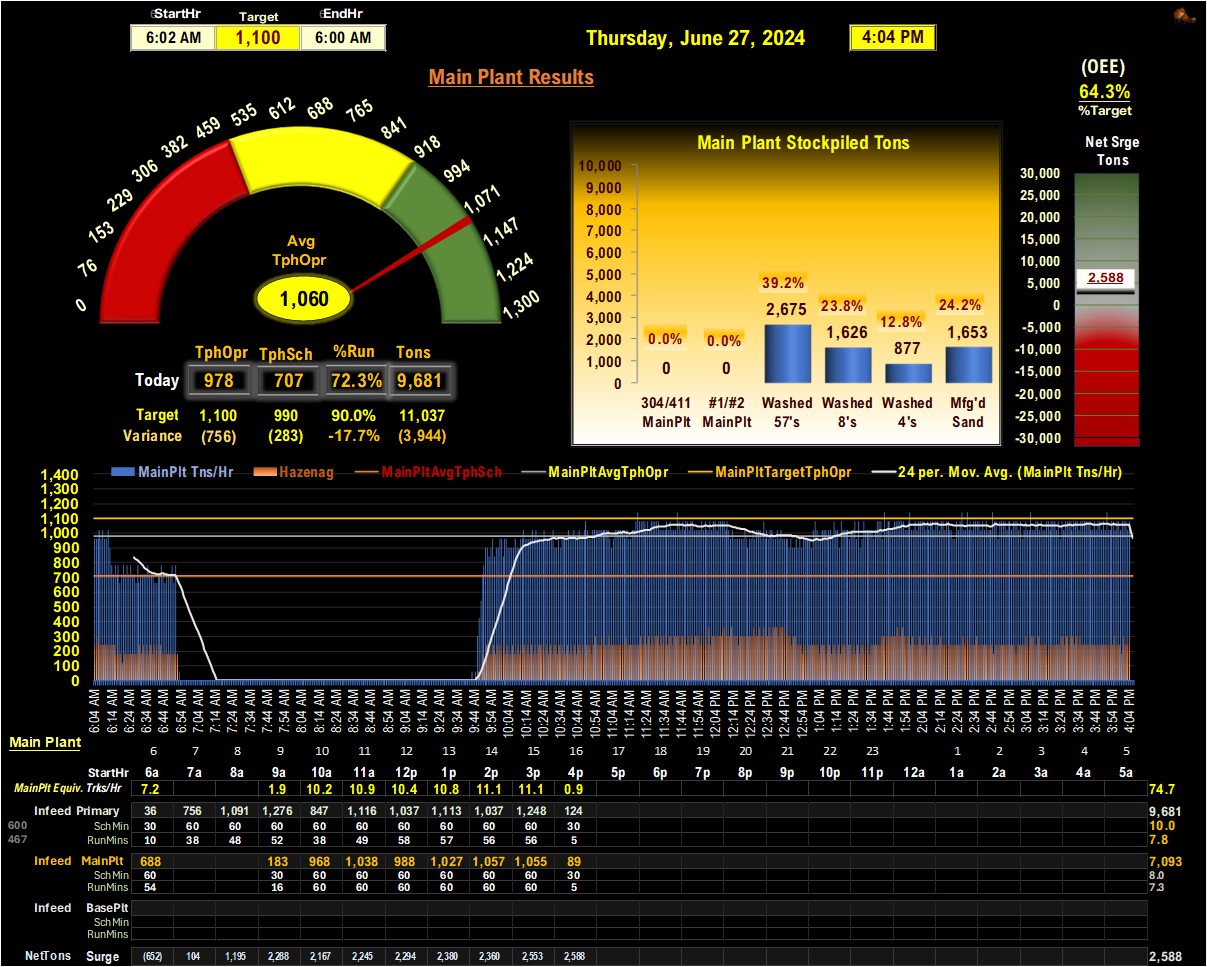 StartHr Target EndHr
6:02 AM 1,100 6:00 AM
Thursday, June 27, 2024 4:04 PM
Main Plant Results
(OEE)
64.3%
%Target
0 76 153 229 306 382 459 535 612 688 765 841 918 994 1,071 1,147 1,224 1,300
Avg
TphOpr
1,060
TphOpr TphSch %Run Tons
Today 978 707 72.3% 9,681
Target 1,100 990 90.0% 11,037
Variance (756) (283) -17.7% (3,944)
Main Plant Stockpiled Tons
10,000
9,000
8,000
7,000
6,000
5,000
4,000
3,000
2,000
1,000
0
0.0% 0.0% 39.2% 23.8% 12.8% 24.2%
0 0 2,675 1,626 877 1,653
304/411 #1/#2 Washed Washed Washed Mfg'd
MainPlt MainPlt 57's 8's 4's Sand
Net Srge
Tons
30,000
25,000
20,000
15,000
10,000
5,000
0
-5,000
-10,000
-15,000
-20,000
-25,000
-30,000
2,588
MainPlt Tns/Hr Hazenag MainPltAvgTphSch MainPltAvgTphOpr MainPltTargetTphOpr 24 per. Mov. Avg. (MainPlt Tns/Hr)
1,400
1,300
1,200
1,100
1,000
900
800
700
600
500
400
300
200
100
0
6:04 AM 6:14 AM 6:24 AM 6:34 AM 6:44 AM 6:54 AM 7:04 AM 7:14 AM 7:24 AM 7:34 AM 7:44 AM 7:54 AM 8:04 AM 8:14 AM 8:24 AM 8:34 AM 8:44 AM 8:54 AM 9:04 AM 9:14 AM 9:24 AM 9:34 AM 9:44 AM 9:54 AM 10:04 AM 10:14 AM 10:24 AM 10:34 AM 10:44 AM 10:54 AM 11:04 AM 11:14 AM 11:24 AM 11:34 AM 11:44 AM 11:54 AM 12:04 PM 12:14 PM 12:24 PM 12:34 PM 12:44 PM 12:54 PM 1:04 PM 1:14 PM 1:24 PM 1:34 PM 1:44 PM 1:54 PM 2:04 PM 2:14 PM 2:24 PM 2:34 PM 2:44 PM 2:54 PM 3:04 PM 3:14 PM 3:24 PM 3:34 PM 3:44 PM 3:54 PM 4:04 PM
Main Plant
6 7 8 9 10 11 12 13 14 15 16 17 18 19 20 21 22 23 1 2 3 4 5
StartHr 6a 7a 8a 9a 10a 11a 12p 1p 2p 3p 4p 5p 6p 7p 8p 9p 10p 11p 12a 1a 2a 3a 4a 5a
MainPlt Equiv. Trks/Hr 7.2 1.9 10.2 10.9 10.4 10.8 11.1 11.1 0.9 74.7
Infeed Primary 36 756 1,091 1,276 847 1,116 1,037 1,113 1,037 1,248 124 9,681
600 SchMin 30 60 60 60 60 60 60 60 60 60 30 10.0
467 RunMins 10 38 48 52 38 49 58 57 56 56 5 7.8
Infeed MainPlt 688 183 968 1,038 988 1,027 1,057 1,055 89 7,093
SchMin 60 30 60 60 60 60 60 60 30 8.0
RunMins 54 16 60 60 60 60 60 60 5 7.3
Infeed BasePlt
SchMin
RunMins
NetTons Surge (652) 104 1,195 2,288 2,167 2,245 2,294 2,380 2,360 2,553 2,588 2,588